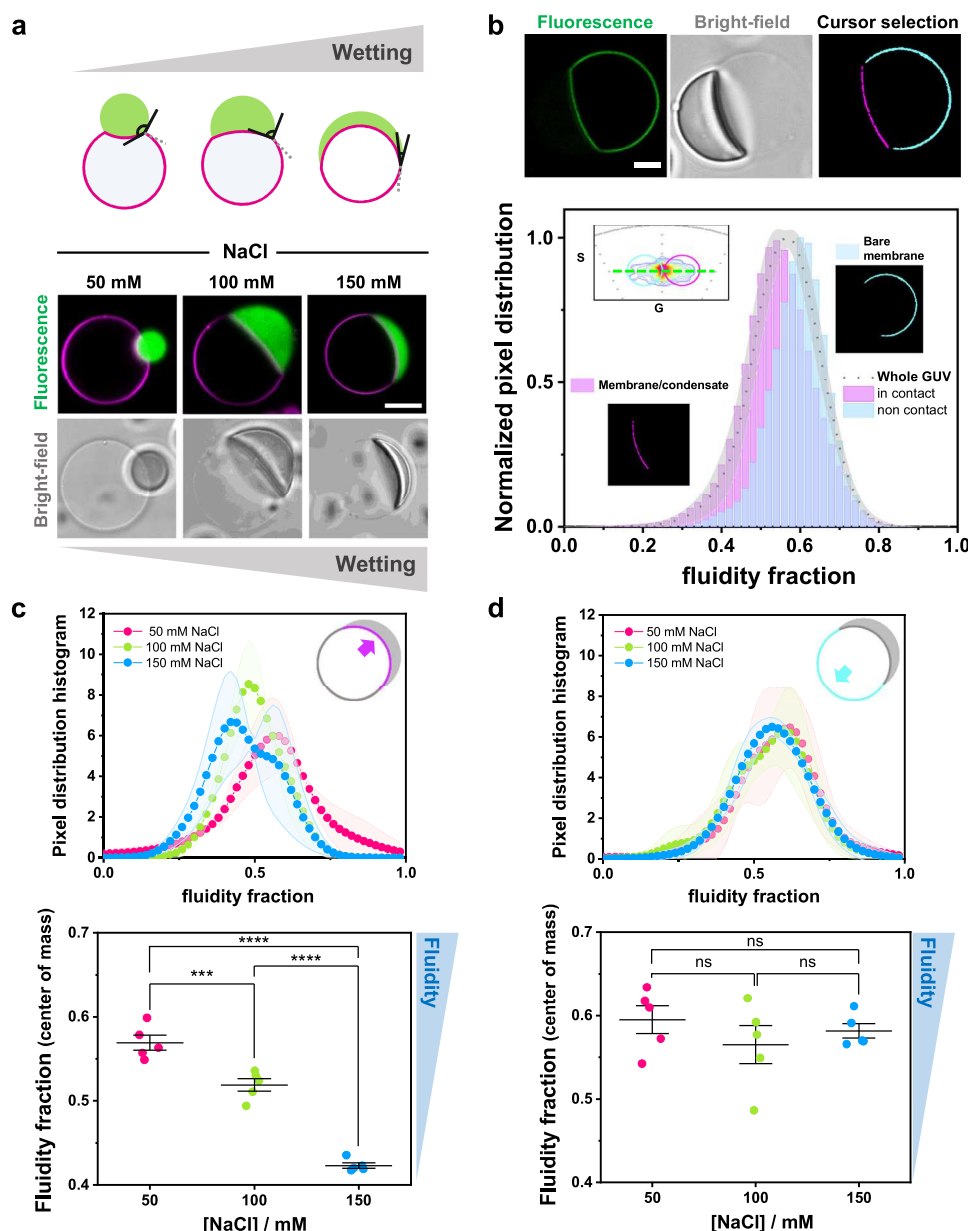 a
Wetting
NaCl
50 mM
100 mM
150 mM
Fluorescence
Bright-field
Wetting
b
Fluorescence
Bright-field
Cursor selection
Normalized pixel distribution
1.0
0.5
0.0
S
G
Bare
membrane
Membrane/condensate
Whole GUV
in contact
non contact
0.0
0.2
0.4
0.6
0.8
1.0
fluidity fraction
c
Pixel distribution histogram
12
10
8
6
4
2
0
50 mM NaCl
100 mM NaCl
150 mM NaCl
0.0
0.5
1.0
fluidity fraction
Fluidity fraction (center of mass)
0.7
0.6
0.5
0.4
****
***
****
Fluidity
50
100
150
[NaCl] / mM
d
Pixel distribution histogram
12
10
8
6
4
2
0
50 mM NaCl
100 mM NaCl
150 mM NaCl
0.0
0.5
1.0
fluidity fraction
Fluidity fraction (center of mass)
0.7
0.6
0.5
0.4
ns
ns
ns
Fluidity
50
100
150
[NaCl] / mM